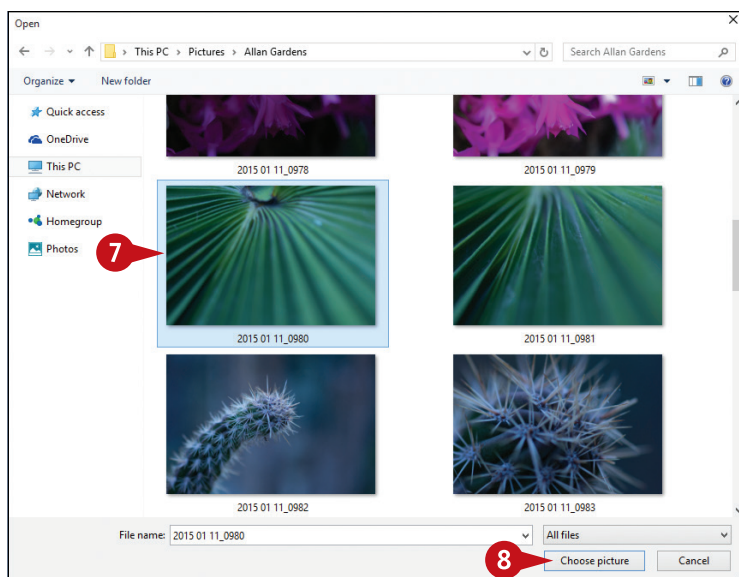 Open
This PC > Pictures > Allan Gardens
Search Allan Gardens
Organize
New folder
Quick access
OneDrive
This PC
Network
Homegroup
Photos
2015 01 11_0978
2015 01 11_0979
7
2015 01 11_0980
2015 01 11_0981
2015 01 11_0982
2015 01 11_0983
File name: 2015 01 11_0980
All files
8
Choose picture
Cancel